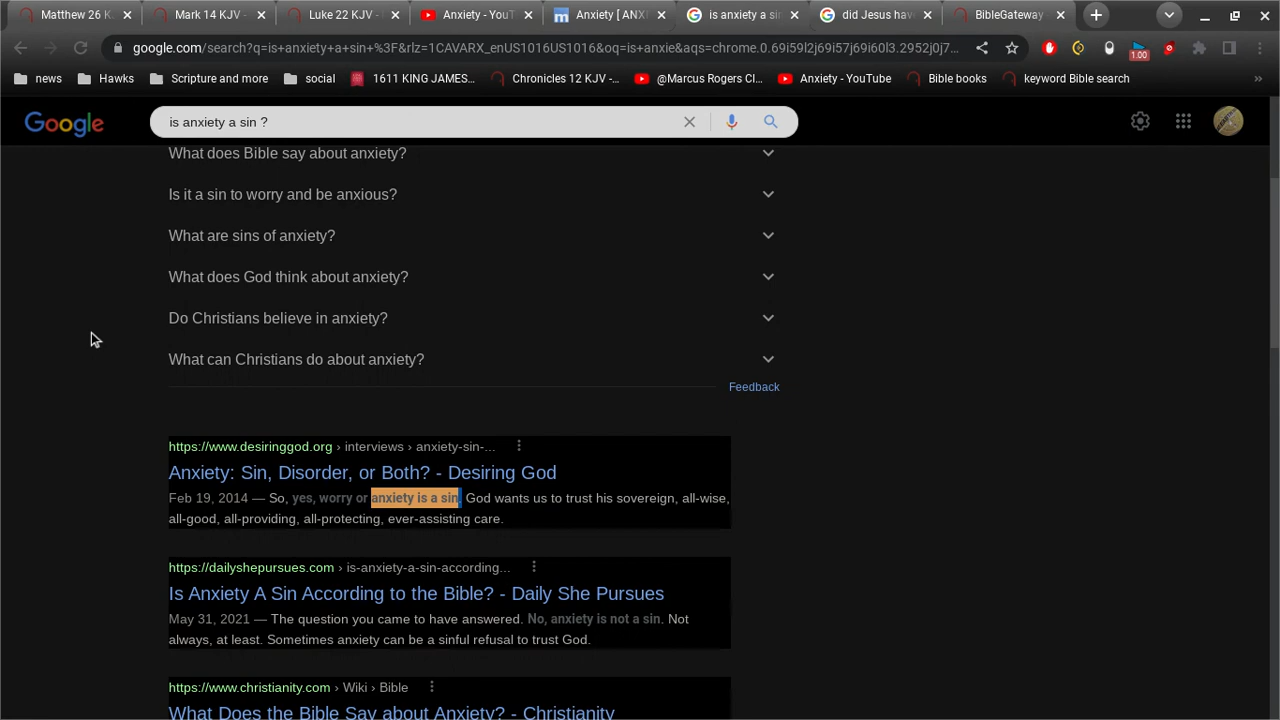 Matthew 26 K
Mark 14 KJV -
Luke 22 KJV -
Anxiety - YouT
Anxiety [ ANX
is anxiety a sin
did Jesus have
BibleGateway
google.com/search?q=is+anxiety+a+sin+%3F&rlz=1CAVARX_enUS1016US1016&oq=is+anxie&aqs=chrome.0.69i59l2j69i57j69i60l3.2952j0j7...
1.00
news
Hawks
Scripture and more
social
1611 KING JAMES...
Chronicles 12 KJV -...
@Marcus Rogers Cl...
Anxiety - YouTube
Bible books
keyword Bible search
»
Google
is anxiety a sin ?
What does Bible say about anxiety?
Is it a sin to worry and be anxious?
What are sins of anxiety?
What does God think about anxiety?
Do Christians believe in anxiety?
What can Christians do about anxiety?
Feedback
https://www.desiringgod.org › interviews › anxiety-sin-...
Anxiety: Sin, Disorder, or Both? - Desiring God
Feb 19, 2014 — So, yes, worry or anxiety is a sin. God wants us to trust his sovereign, all-wise,
all-good, all-providing, all-protecting, ever-assisting care.
https://dailyshepursues.com › is-anxiety-a-sin-according...
Is Anxiety A Sin According to the Bible? - Daily She Pursues
May 31, 2021 — The question you came to have answered. No, anxiety is not a sin. Not
always, at least. Sometimes anxiety can be a sinful refusal to trust God.
https://www.christianity.com › Wiki › Bible
What Does the Bible Say about Anxiety? - Christianity